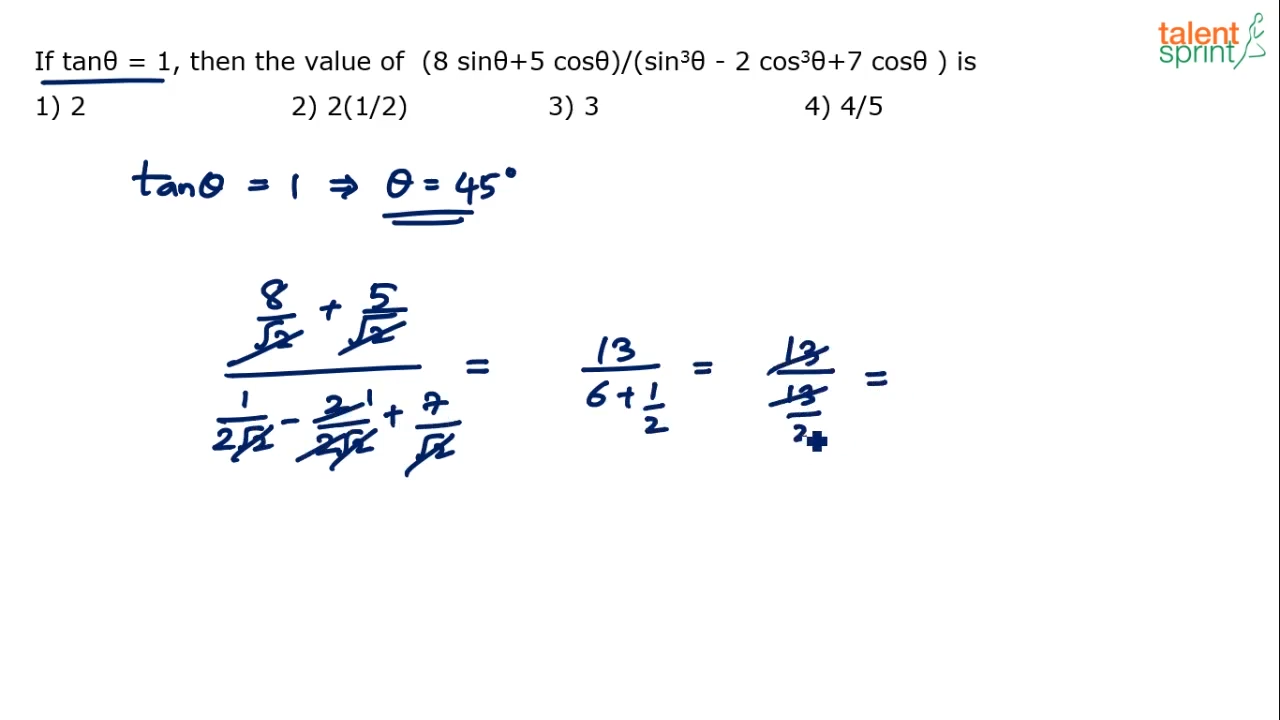 talent
sprint
If tanθ = 1, then the value of (8 sinθ+5 cosθ)/(sin³θ - 2 cos³θ+7 cosθ ) is
1) 2 2) 2(1/2) 3) 3 4) 4/5
tanθ = 1 ⇒ θ = 45°
8/√2 + 5/√2
1/2√2 - 2/2√2 1 + 7/√2
= 13/(6 + 1/2) = 13/(13/2) =